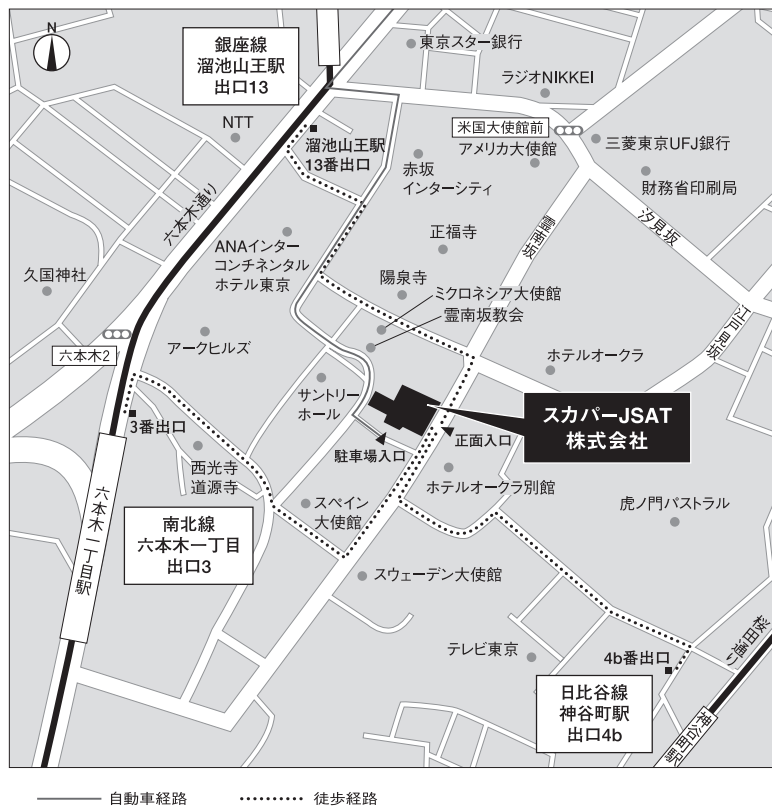 N
銀座線
溜池山王駅
出口13
東京スター銀行
ラジオNIKKEI
NTT
溜池山王駅
13番出口
米国大使館前
アメリカ大使館
三菱東京UFJ銀行
財務省印刷局
赤坂
インターシティ
六本木通り
霊南坂
汐見坂
江戸見坂
正福寺
ANAインター
コンチネンタル
ホテル東京
久国神社
陽泉寺
ミクロネシア大使館
霊南坂教会
六本木2
アークヒルズ
ホテルオークラ
サントリー
ホール
スカパーJSAT
株式会社
3番出口
駐車場入口
正面入口
西光寺
道源寺
ホテルオークラ別館
スペイン
大使館
虎ノ門パストラル
六本木一丁目駅
南北線
六本木一丁目
出口3
スウェーデン大使館
テレビ東京
4b番出口
桜田通り
日比谷線
神谷町駅
出口4b
神谷町駅
自動車経路
徒歩経路